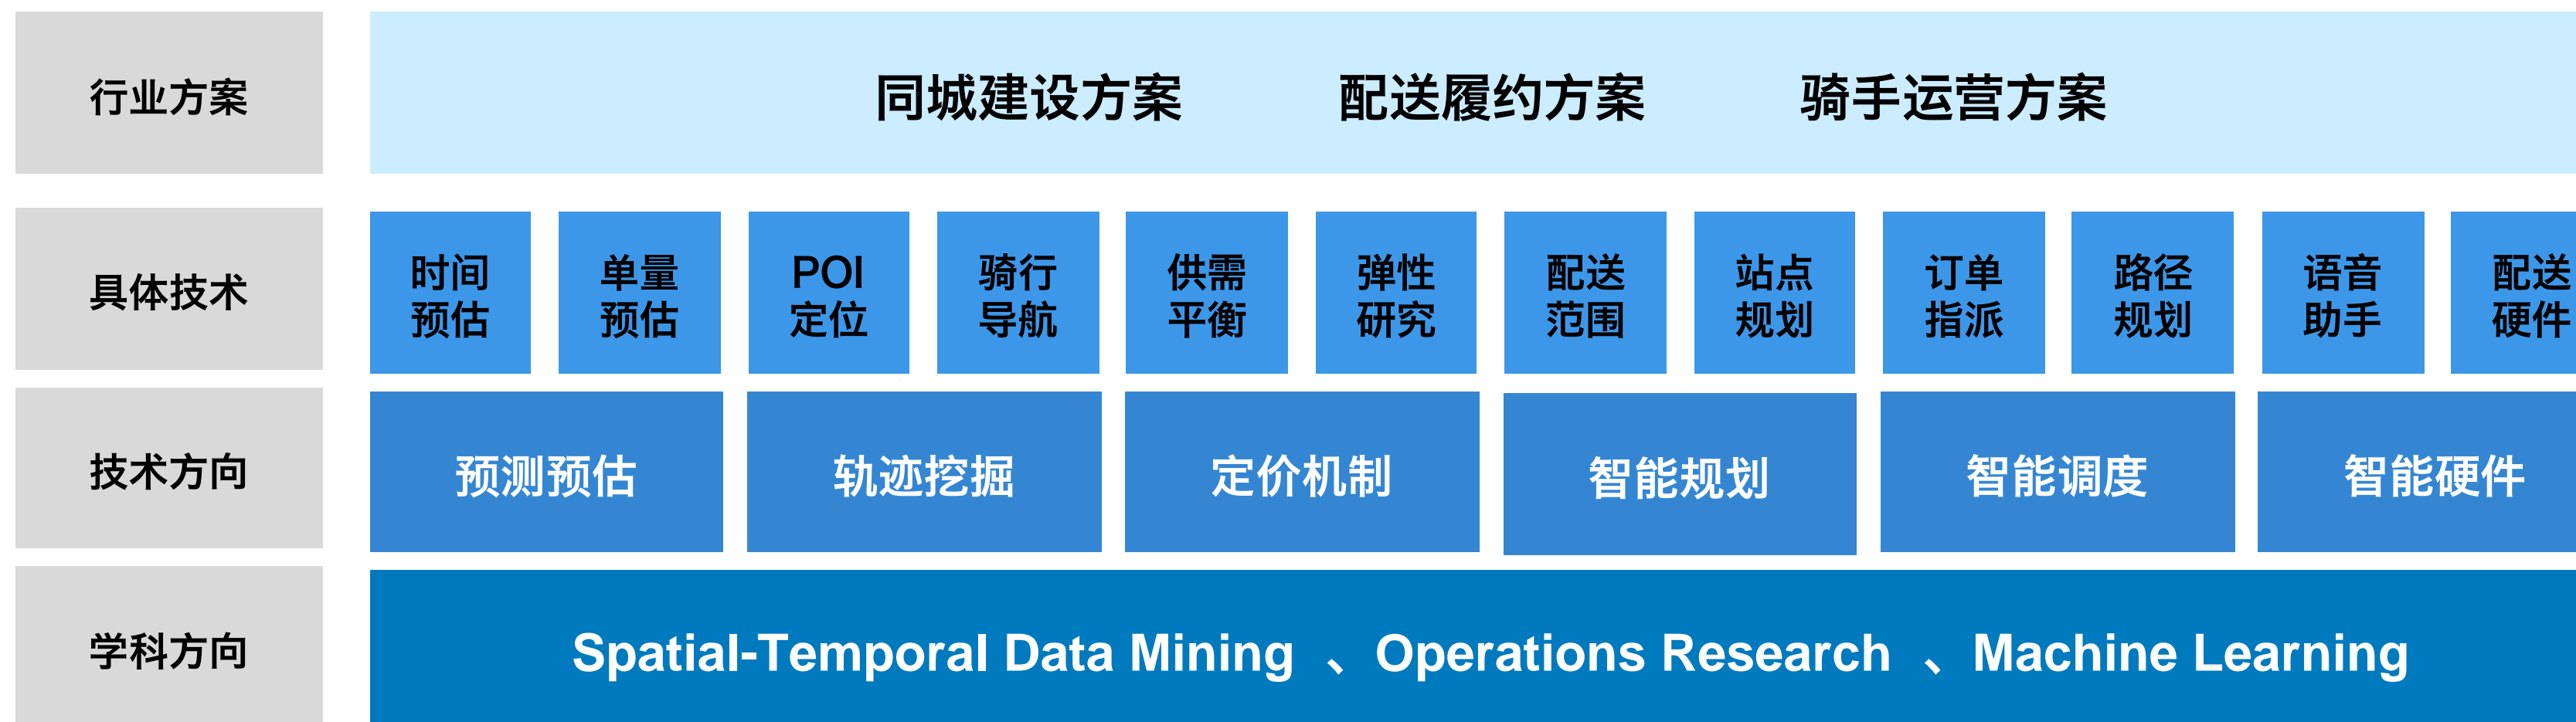 行业方案
同城建设方案 配送履约方案 骑手运营方案
具体技术
时间
预估
单量
预估
POI
定位
骑行
导航
供需
平衡
弹性
研究
配送
范围
站点
规划
订单
指派
路径
规划
语音
助手
配送
硬件
技术方向
预测预估
轨迹挖掘
定价机制
智能规划
智能调度
智能硬件
学科方向
Spatial-Temporal Data Mining 、Operations Research 、Machine Learning